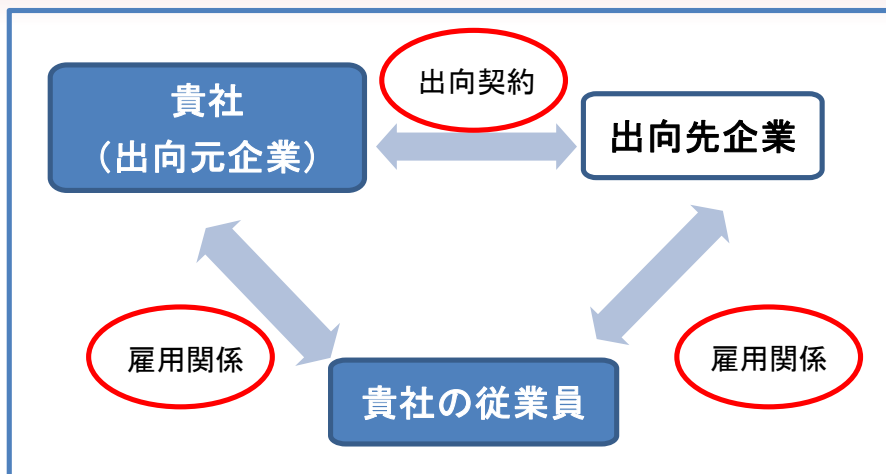 出向契約
貴社
（出向元企業）
出向先企業
雇用関係
雇用関係
貴社の従業員